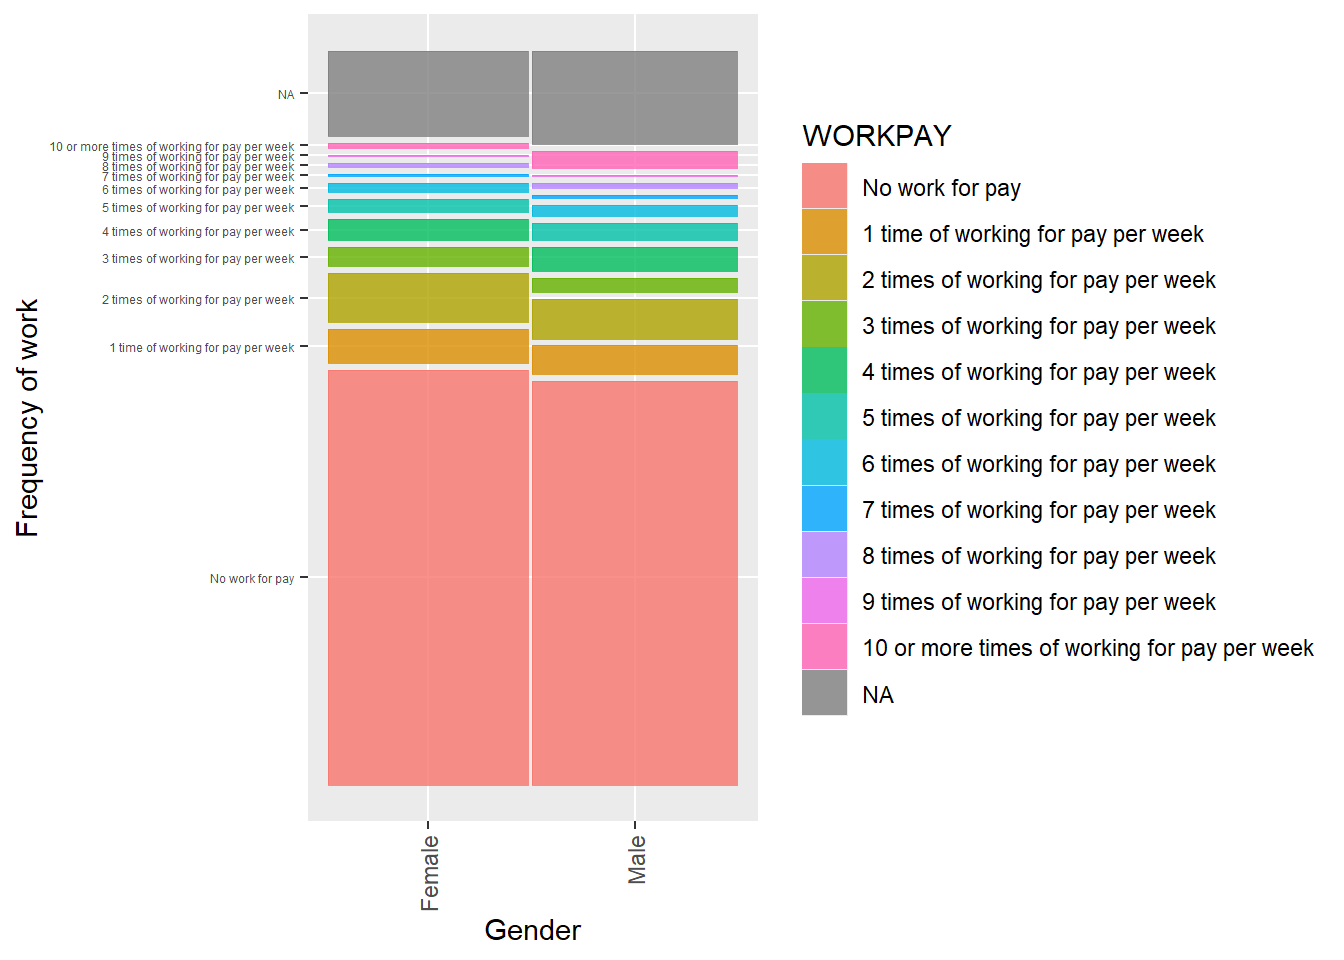 NA
10 or more times of working for pay per week
9 times of working for pay per week
8 times of working for pay per week
7 times of working for pay per week
6 times of working for pay per week
5 times of working for pay per week
4 times of working for pay per week
3 times of working for pay per week
2 times of working for pay per week
1 time of working for pay per week
No work for pay
Frequency of work
Female
Male
Gender
WORKPAY
No work for pay
1 time of working for pay per week
2 times of working for pay per week
3 times of working for pay per week
4 times of working for pay per week
5 times of working for pay per week
6 times of working for pay per week
7 times of working for pay per week
8 times of working for pay per week
9 times of working for pay per week
10 or more times of working for pay per week
NA